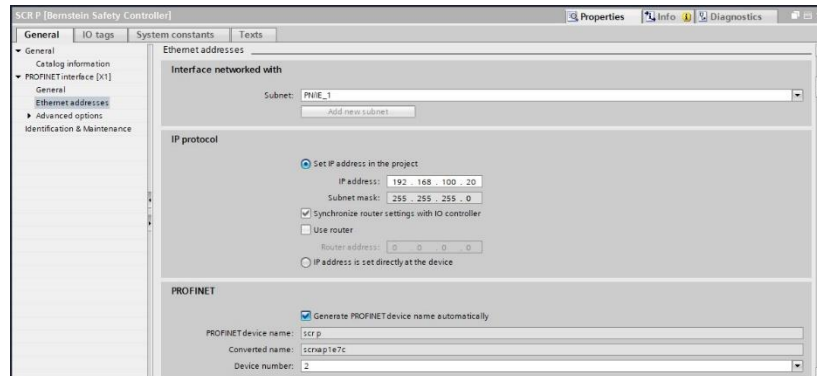 SCR P [Bernstein Safety Controller]
Properties Info Diagnostics
General IO tags System constants Texts
General
Catalog information
PROFINET interface [X1]
General
Ethernet addresses
Advanced options
Identification & Maintenance
Ethernet addresses
Interface networked with
Subnet: PN/IE_1
Add new subnet
IP protocol
Set IP address in the project
IP address: 192 . 168 . 100 . 20
Subnet mask: 255 . 255 . 255 . 0
Synchronize router settings with IO controller
Use router
Router address: 0 . 0 . 0 . 0
IP address is set directly at the device
PROFINET
Generate PROFINET device name automatically
PROFINET device name: scr p
Converted name: scrxap1e7c
Device number: 2